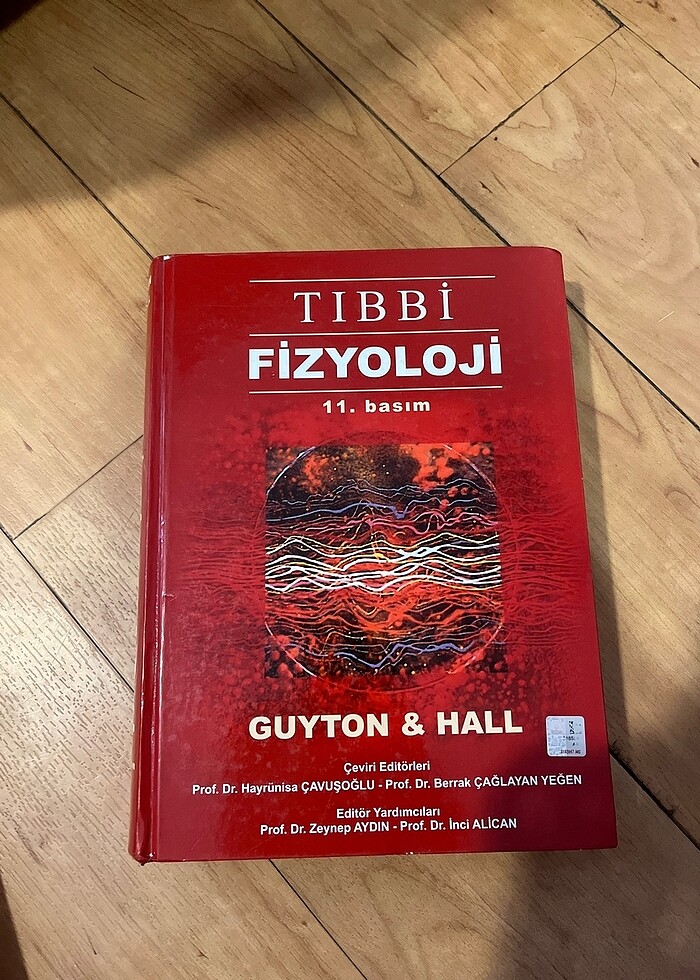 TIBBİ
FİZYOLOJİ
11. basım
GUYTON & HALL
Çeviri Editörleri
Prof. Dr. Hayrünisa ÇAVUŞOĞLU - Prof. Dr. Berrak ÇAĞLAYAN YEĞEN
Editör Yardımcıları
Prof. Dr. Zeynep AYDIN - Prof. Dr. İnci ALİCAN